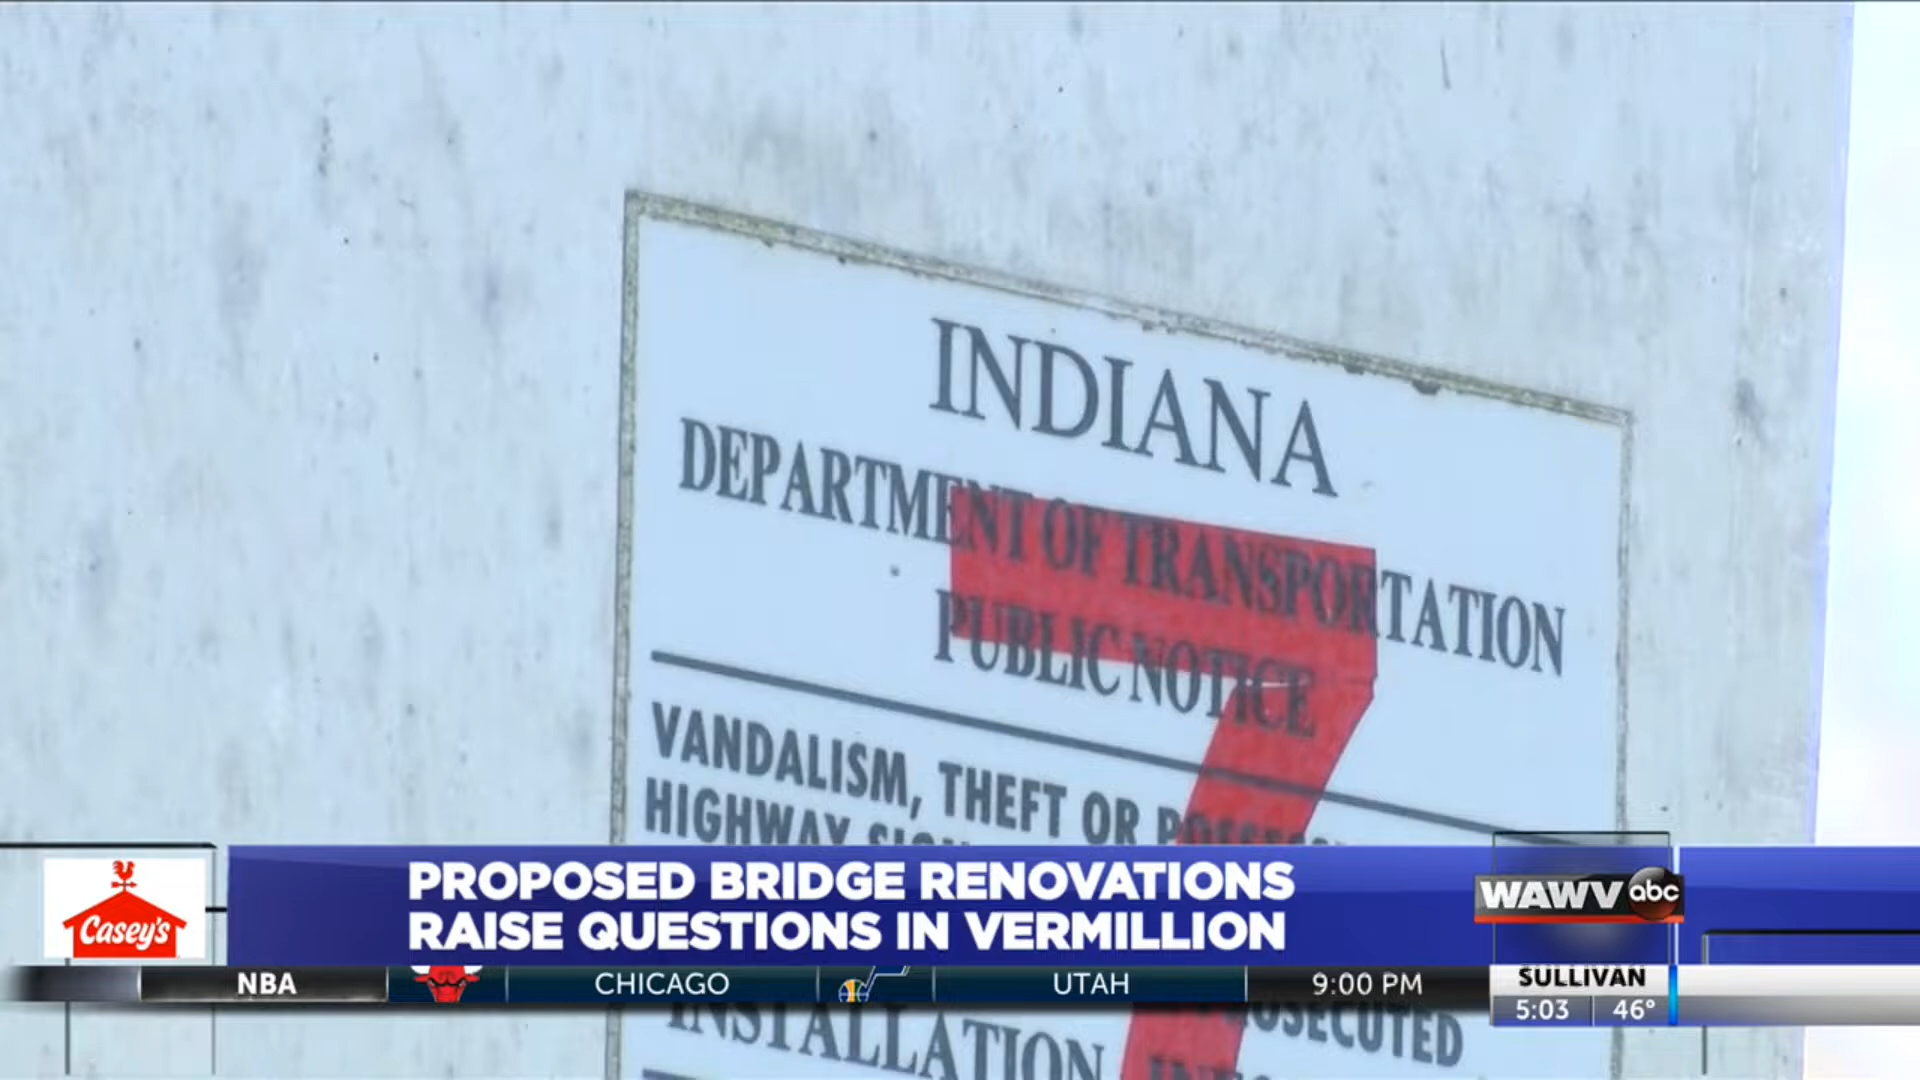 INDIANA
DEPARTMENT OF TRANSPORTATION
PUBLIC NOTICE
7
VANDALISM, THEFT OR
HIGHWAY
PROPOSED BRIDGE RENOVATIONS
RAISE QUESTIONS IN VERMILLION
Casey's
WAWV abc
NBA CHICAGO UTAH 9:00 PM
SULLIVAN
5:03 46°
INSTALLATION